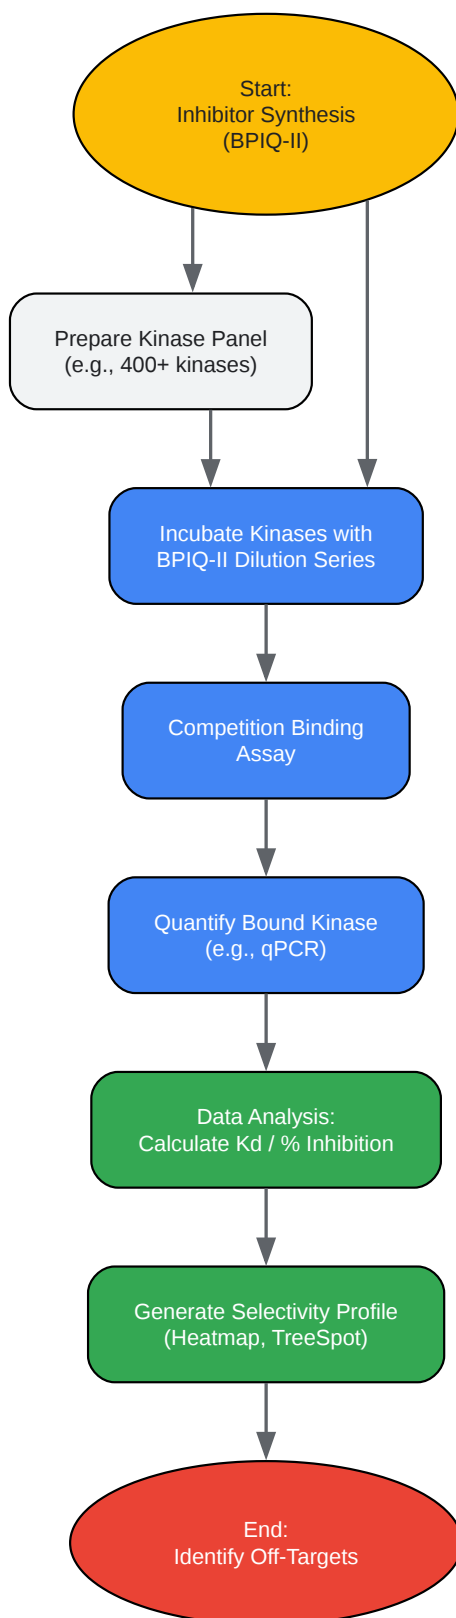 Start:
Inhibitor Synthesis
(BPIQ-II)
Prepare Kinase Panel
(e.g., 400+ kinases)
Incubate Kinases with
BPIQ-II Dilution Series
Competition Binding
Assay
Quantify Bound Kinase
(e.g., qPCR)
Data Analysis:
Calculate Kd / % Inhibition
Generate Selectivity Profile
(Heatmap, TreeSpot)
End:
Identify Off-Targets